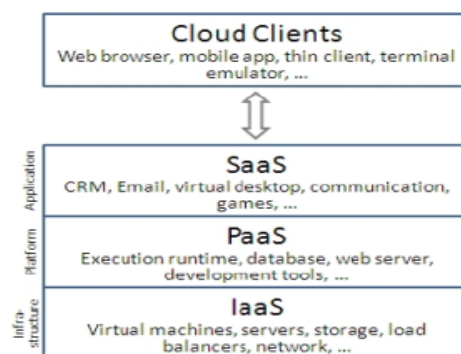 Cloud Clients
Web browser, mobile app, thin client, terminal
emulator, ...
Application
SaaS
CRM, Email, virtual desktop, communication,
games, ...
Platform
PaaS
Execution runtime, database, web server,
development tools, ...
Infra-
structure
IaaS
Virtual machines, servers, storage, load
balancers, network, ...